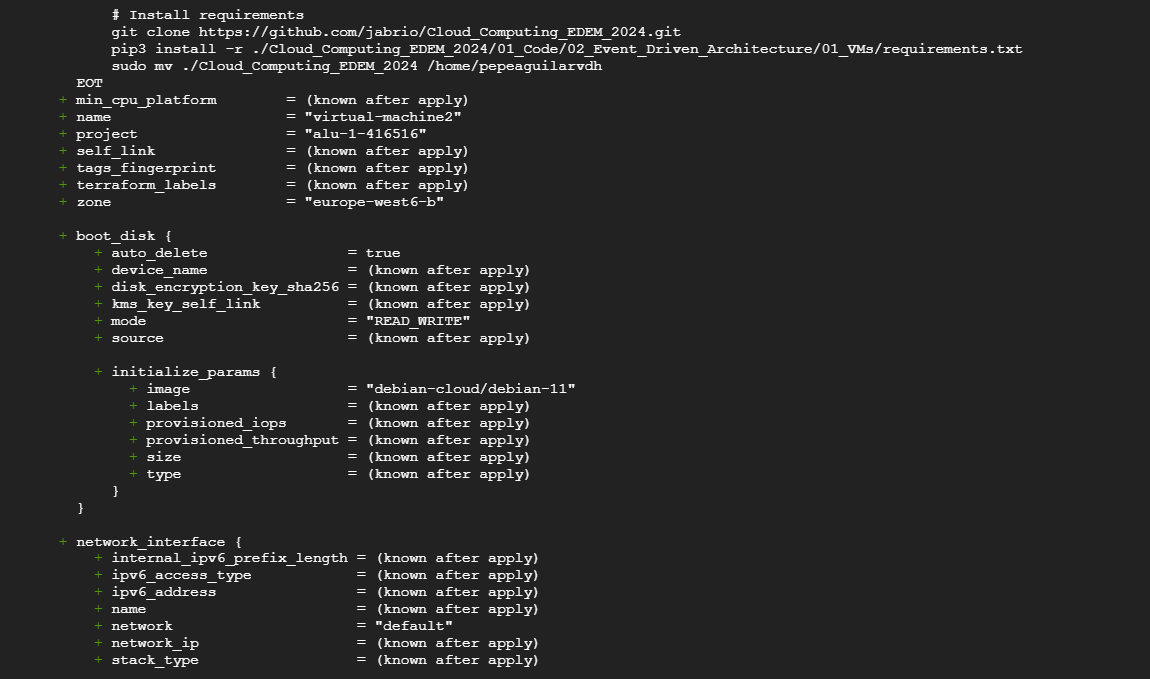 # Install requirements
git clone https://github.com/jabrio/Cloud_Computing_EDEM_2024.git
pip3 install -r ./Cloud_Computing_EDEM_2024/01_Code/02_Event_Driven_Architecture/01_VMs/requirements.txt
sudo mv ./Cloud_Computing_EDEM_2024 /home/pepeaguilarvdh
EOT
+ min_cpu_platform = (known after apply)
+ name = "virtual-machine2"
+ project = "alu-1-416516"
+ self_link = (known after apply)
+ tags_fingerprint = (known after apply)
+ terraform_labels = (known after apply)
+ zone = "europe-west6-b"
+ boot_disk {
+ auto_delete = true
+ device_name = (known after apply)
+ disk_encryption_key_sha256 = (known after apply)
+ kms_key_self_link = (known after apply)
+ mode = "READ_WRITE"
+ source = (known after apply)
+ initialize_params {
+ image = "debian-cloud/debian-11"
+ labels = (known after apply)
+ provisioned_iops = (known after apply)
+ provisioned_throughput = (known after apply)
+ size = (known after apply)
+ type = (known after apply)
}
}
+ network_interface {
+ internal_ipv6_prefix_length = (known after apply)
+ ipv6_access_type = (known after apply)
+ ipv6_address = (known after apply)
+ name = (known after apply)
+ network = "default"
+ network_ip = (known after apply)
+ stack_type = (known after apply)